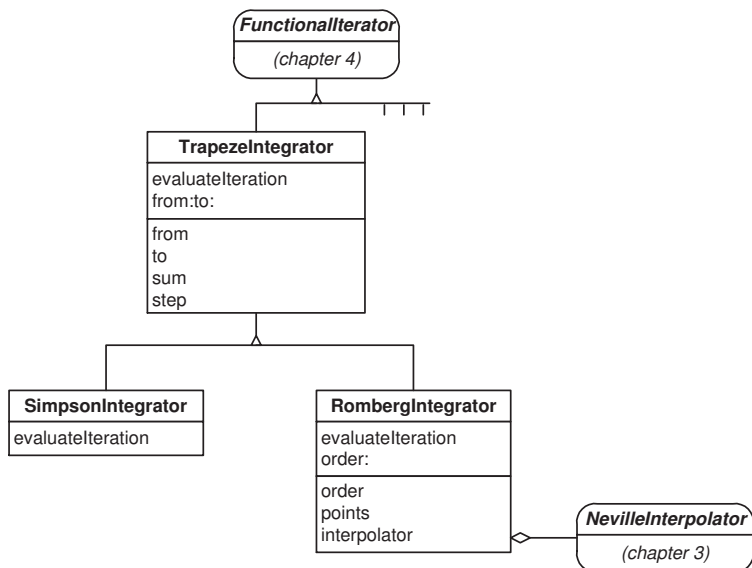 FunctionalIterator
(chapter 4)
TrapezeIntegrator
evaluateIteration
from:to:
from
to
sum
step
SimpsonIntegrator
evaluateIteration
RombergIntegrator
evaluateIteration
order:
order
points
interpolator
NevilleInterpolator
(chapter 3)